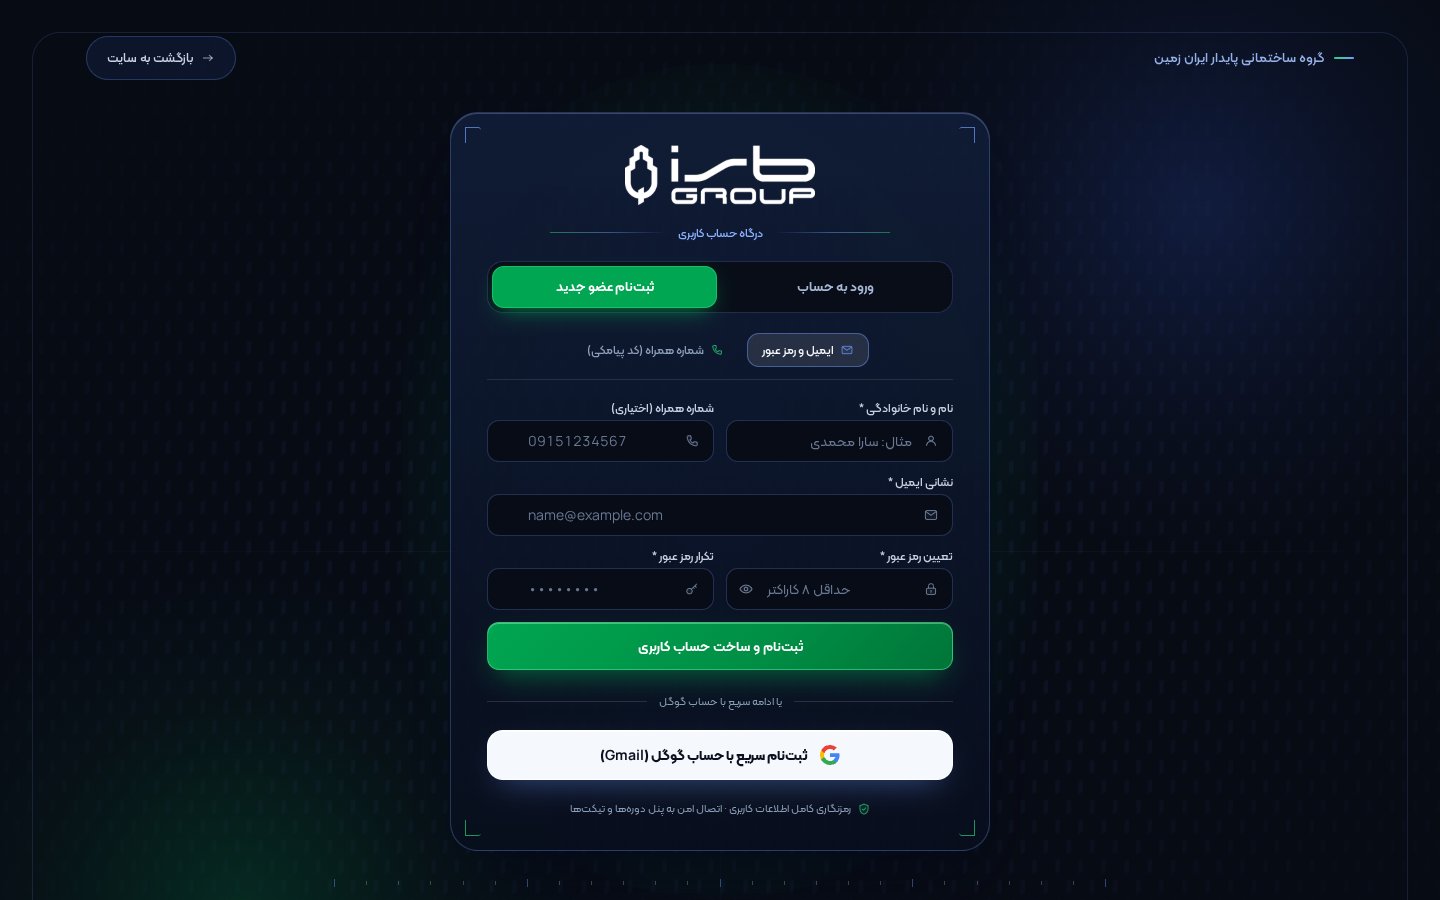 گروه ساختمانی پایدار ایران زمین
بازگشت به سایت
isb
GROUP
درگاه حساب کاربری
ورود به حساب
ثبت‌نام عضو جدید
ایمیل و رمز عبور
شماره همراه (کد پیامکی)
نام و نام خانوادگی *
شماره همراه (اختیاری)
مثال: سارا محمدی
09151234567
نشانی ایمیل *
name@example.com
تعیین رمز عبور *
تکرار رمز عبور *
حداقل ۸ کاراکتر
••••••••
ثبت‌نام و ساخت حساب کاربری
یا ادامه سریع با حساب گوگل
ثبت‌نام سریع با حساب گوگل (Gmail)
رمزنگاری کامل اطلاعات کاربری · اتصال امن به پنل دوره‌ها و تیکت‌ها